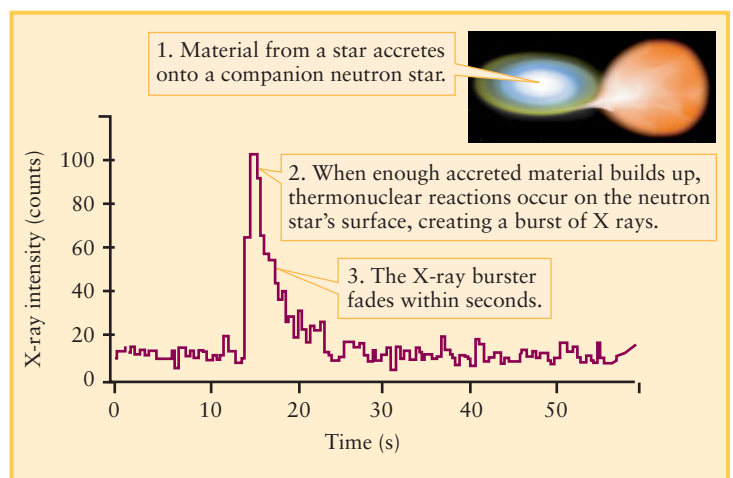 1. Material from a star accretes
onto a companion neutron star.
X-ray intensity (counts)
100
80
60
40
20
0
2. When enough accreted material builds up,
thermonuclear reactions occur on the neutron
star’s surface, creating a burst of X rays.
3. The X-ray burster
fades within seconds.
0 10 20 30 40 50
Time (s)